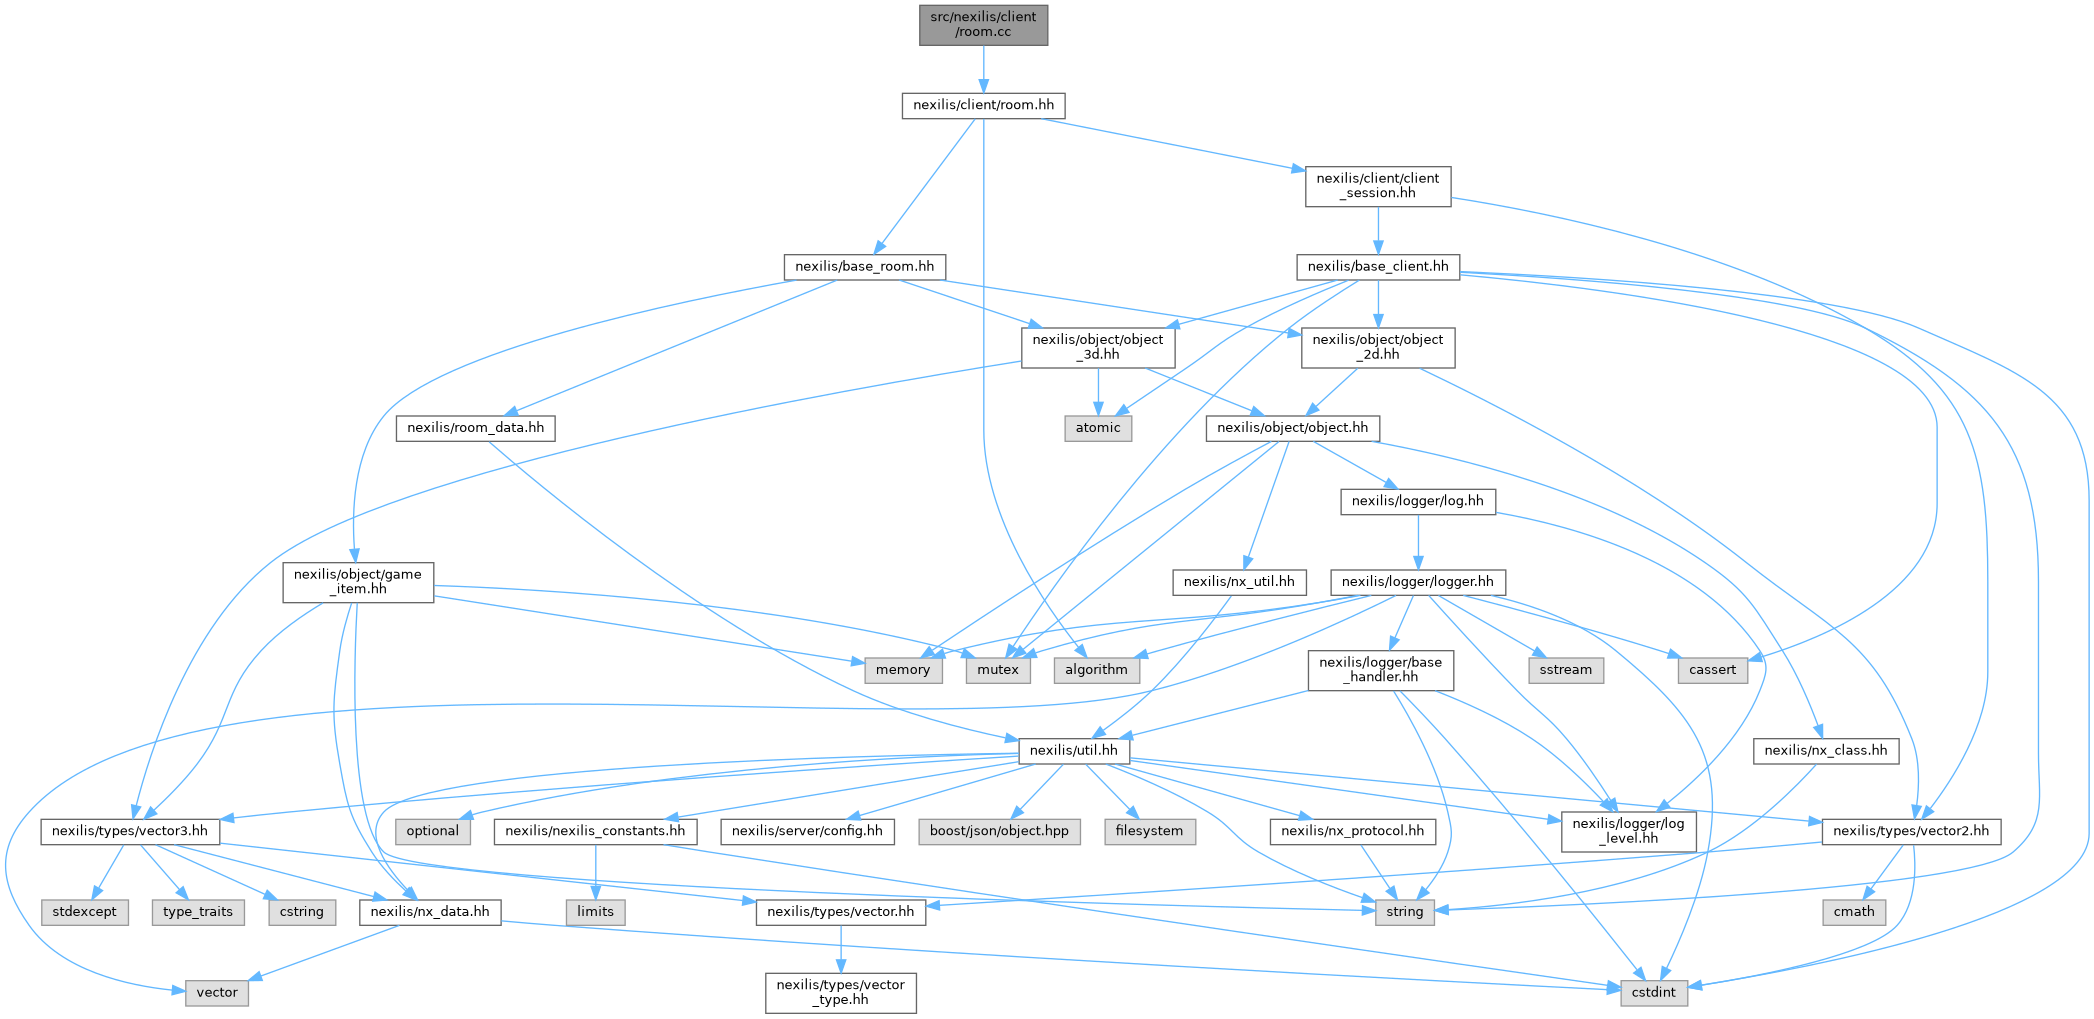 src/nexilis/client
/room.cc
nexilis/client/room.hh
nexilis/client/client
_session.hh
nexilis/base_room.hh
nexilis/base_client.hh
nexilis/object/object
_3d.hh
nexilis/object/object
_2d.hh
nexilis/room_data.hh
atomic
nexilis/object/object.hh
nexilis/logger/log.hh
nexilis/object/game
_item.hh
nexilis/nx_util.hh
nexilis/logger/logger.hh
memory
mutex
algorithm
nexilis/logger/base
_handler.hh
sstream
cassert
nexilis/util.hh
nexilis/nx_class.hh
nexilis/types/vector3.hh
optional
nexilis/nexilis_constants.hh
nexilis/server/config.hh
boost/json/object.hpp
filesystem
nexilis/nx_protocol.hh
nexilis/logger/log
_level.hh
nexilis/types/vector2.hh
stdexcept
type_traits
cstring
nexilis/nx_data.hh
limits
nexilis/types/vector.hh
string
cmath
vector
nexilis/types/vector
_type.hh
cstdint